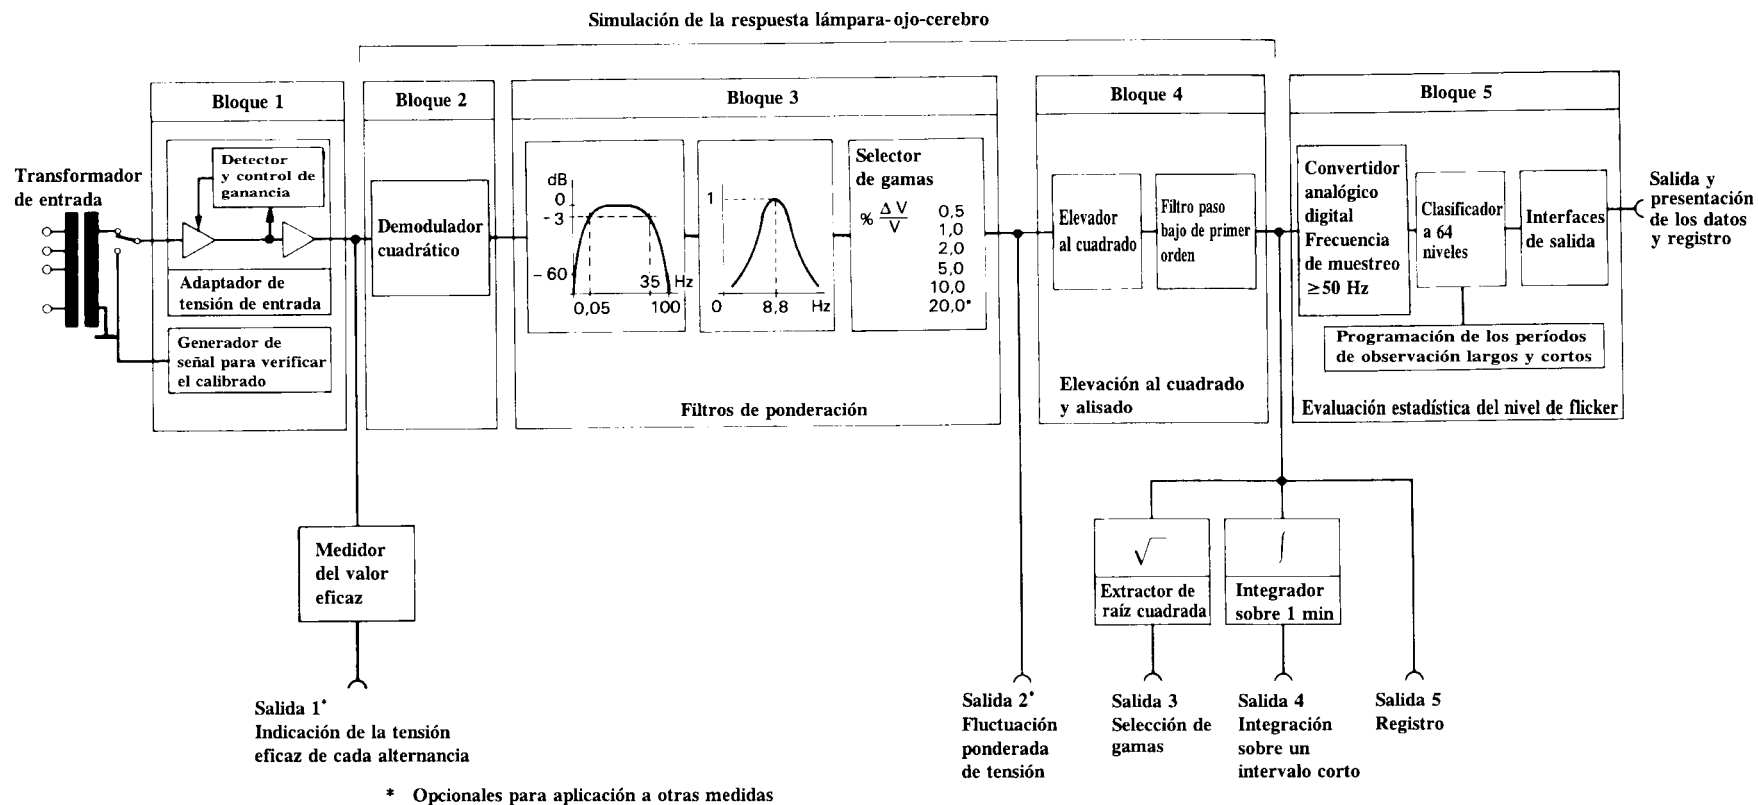 Simulación de la respuesta lámpara-ojo-cerebro
Bloque 1
Bloque 2
Bloque 3
Bloque 4
Bloque 5
Transformador
de entrada
Detector
y control de
ganancia
Adaptador de
tensión de entrada
Generador de
señal para verificar
el calibrado
Demodulador
cuadrático
dB
0
-3
-60
35 Hz
0,05
100
1
0
8,8
Hz
Selector
de gamas
% ΔV
V
0,5
1,0
2,0
5,0
10,0
20,0*
Filtros de ponderación
Elevador
al cuadrado
Filtro paso
bajo de primer
orden
Elevación al cuadrado
y alisado
Convertidor
analógico
digital
Frecuencia
de muestreo
≥50 Hz
Clasificador
a 64
niveles
Interfaces
de salida
Programación de los períodos
de observación largos y cortos
Evaluación estadística del nivel de flicker
Salida y
presentación
de los datos
y registro
Medidor
del valor
eficaz
√
Extractor de
raíz cuadrada
∫
Integrador
sobre 1 min
Salida 1*
Indicación de la tensión
eficaz de cada alternancia
Salida 2*
Fluctuación
ponderada
de tensión
Salida 3
Selección de
gamas
Salida 4
Integración
sobre un
intervalo corto
Salida 5
Registro
* Opcionales para aplicación a otras medidas